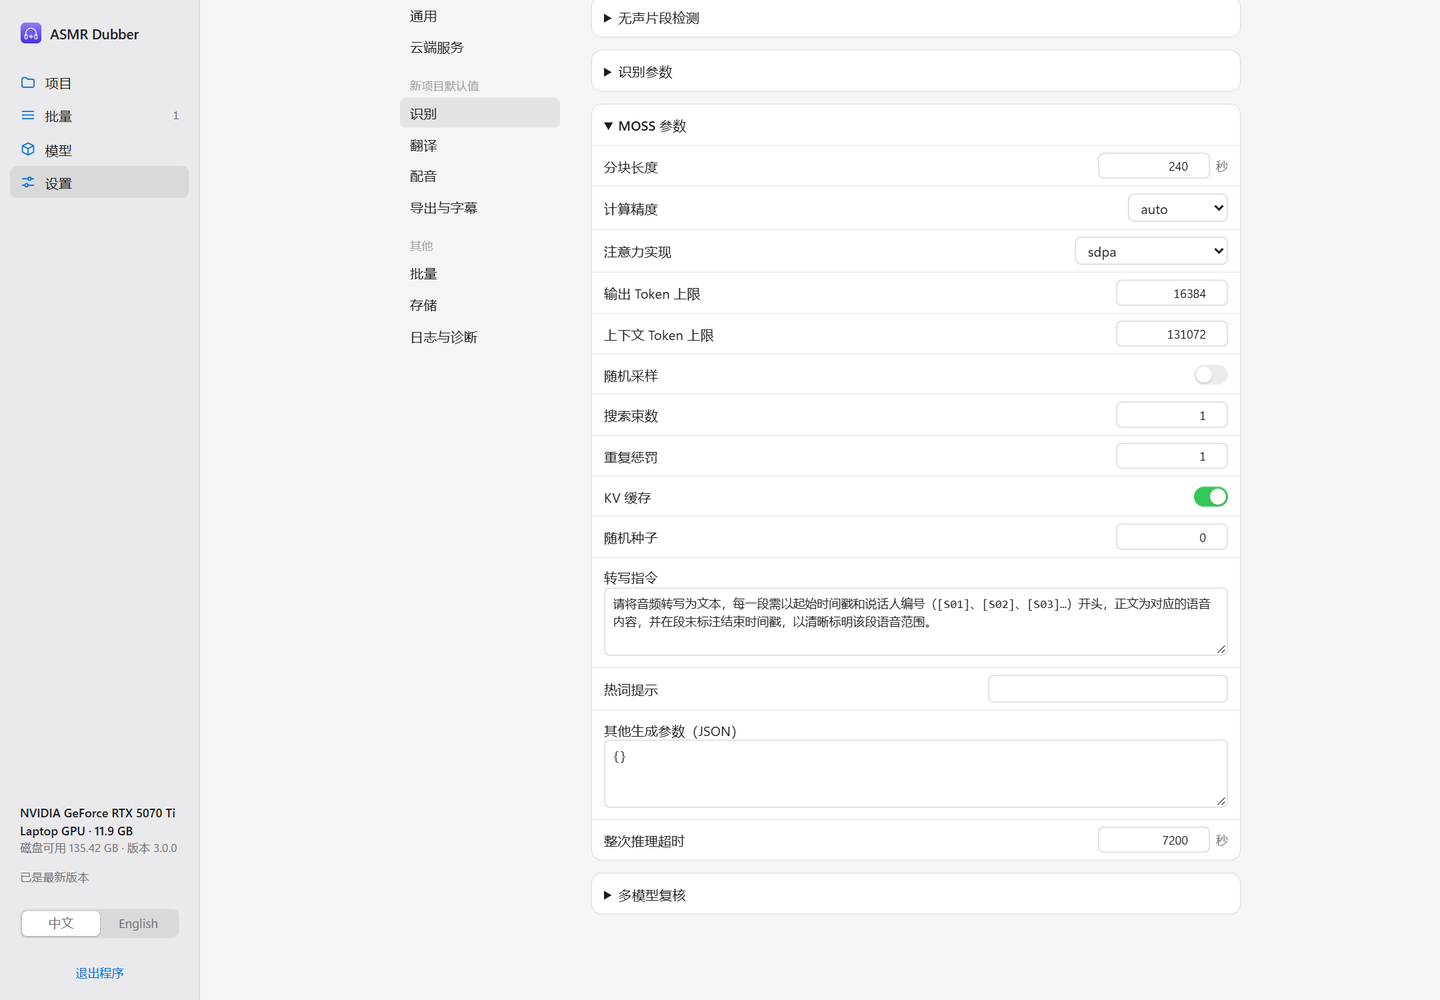 ASMR Dubber
项目
批量 1
模型
设置
NVIDIA GeForce RTX 5070 Ti
Laptop GPU · 11.9 GB
磁盘可用 135.42 GB · 版本 3.0.0
已是最新版本
中文 English
退出程序
通用
云端服务
新项目默认值
识别
翻译
配音
导出与字幕
其他
批量
存储
日志与诊断
无声片段检测
识别参数
MOSS 参数
分块长度 240 秒
计算精度 auto
注意力实现 sdpa
输出 Token 上限 16384
上下文 Token 上限 131072
随机采样
搜索束数 1
重复惩罚 1
KV 缓存
随机种子 0
转写指令
请将音频转写为文本，每一段需以起始时间戳和说话人编号（[S01]、[S02]、[S03]…）开头，正文为对应的语音
内容，并在段末标注结束时间戳，以清晰标明该段语音范围。
热词提示
其他生成参数（JSON）
{}
整次推理超时 7200 秒
多模型复核